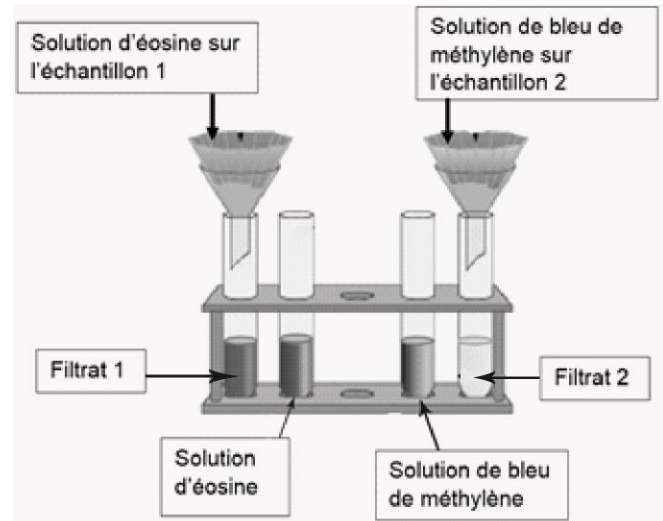 Solution d'éosine sur
l'échantillon 1
Solution de bleu de
méthylène sur
l'échantillon 2
Filtrat 1
Filtrat 2
Solution
d'éosine
Solution de bleu
de méthylène